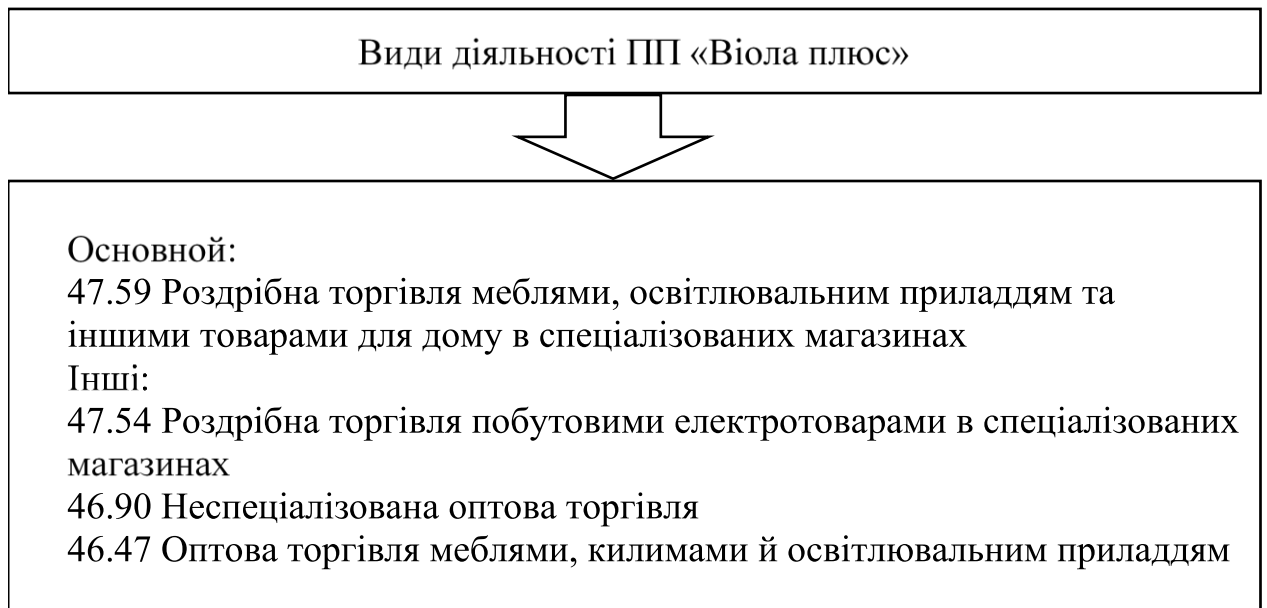 Види діяльності ПП «Віола плюс»
Основной:
47.59 Роздрібна торгівля меблями, освітлювальним приладдям та
іншими товарами для дому в спеціалізованих магазинах
Інші:
47.54 Роздрібна торгівля побутовими електротоварами в спеціалізованих
магазинах
46.90 Неспеціалізована оптова торгівля
46.47 Оптова торгівля меблями, килимами й освітлювальним приладдям